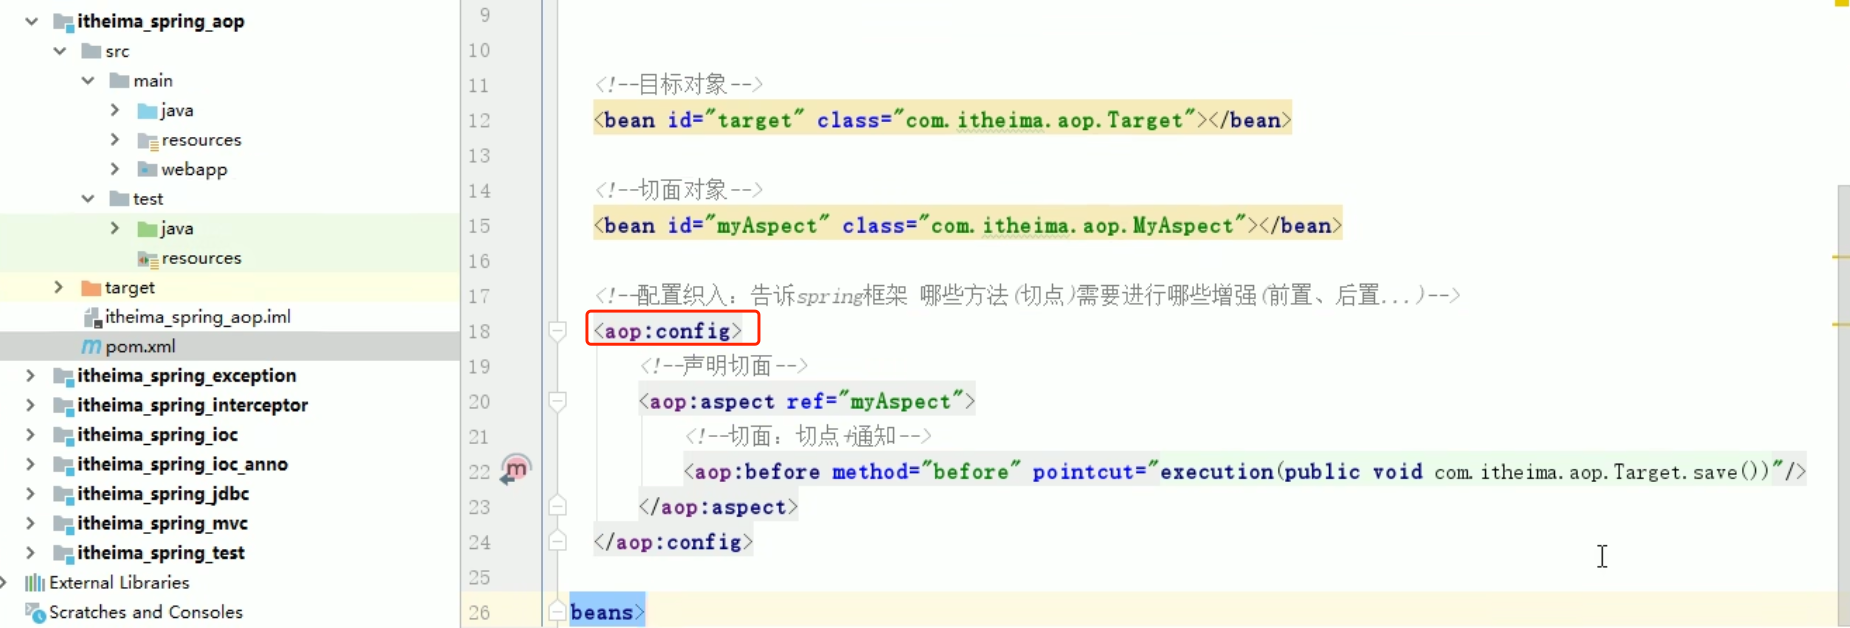 itheima_spring_aop
src
main
java
resources
webapp
test
java
resources
target
itheima_spring_aop.iml
pom.xml
itheima_spring_exception
itheima_spring_interceptor
itheima_spring_ioc
itheima_spring_ioc_anno
itheima_spring_jdbc
itheima_spring_mvc
itheima_spring_test
External Libraries
Scratches and Consoles
9
10
11 <!--目标对象-->
12 <bean id="target" class="com.itheima.aop.Target"></bean>
13
14 <!--切面对象-->
15 <bean id="myAspect" class="com.itheima.aop.MyAspect"></bean>
16
17 <!--配置织入：告诉spring框架 哪些方法(切点)需要进行哪些增强(前置、后置...)-->
18 <aop:config>
19 <!--声明切面-->
20 <aop:aspect ref="myAspect">
21 <!--切面：切点+通知-->
22 <aop:before method="before" pointcut="execution(public void com.itheima.aop.Target.save())"/>
23 </aop:aspect>
24 </aop:config>
25
26 beans>